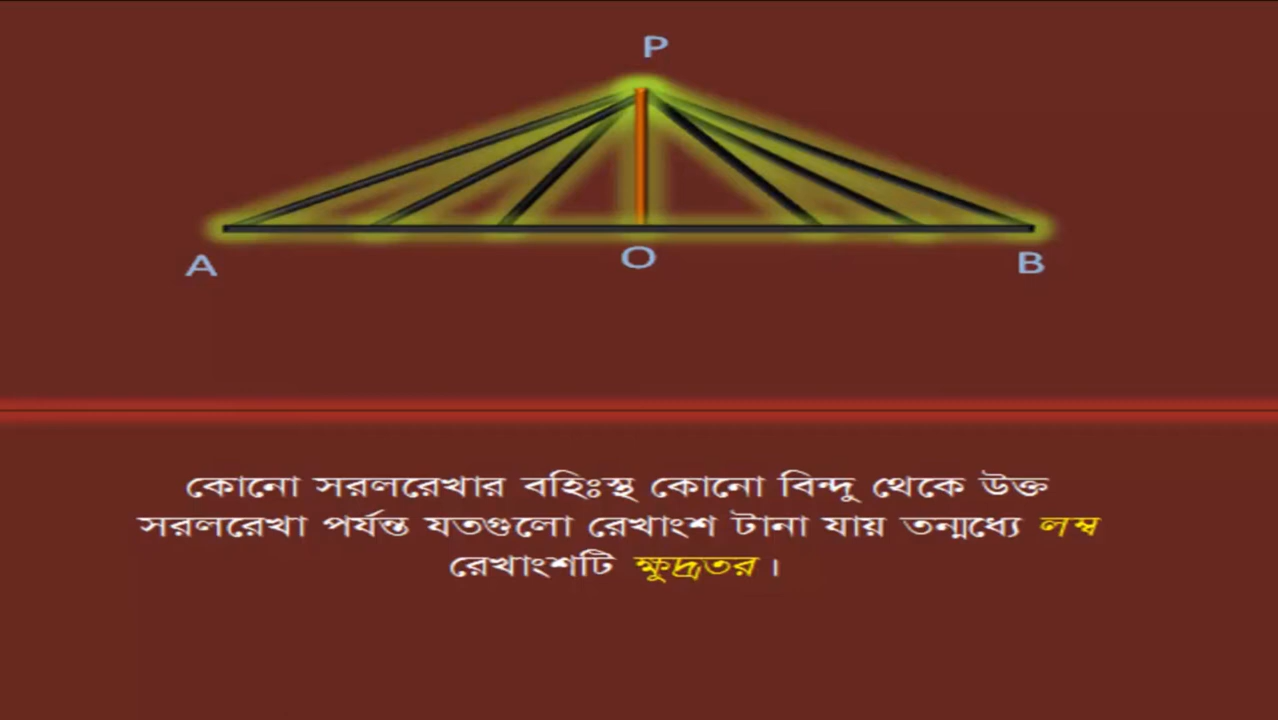 P
A
O
B
কোনো সরলরেখার বহিঃস্থ কোনো বিন্দু থেকে উক্ত
সরলরেখা পর্যন্ত যতগুলো রেখাংশ টানা যায় তন্মধ্যে লম্ব
রেখাংশটি ক্ষুদ্রতর।